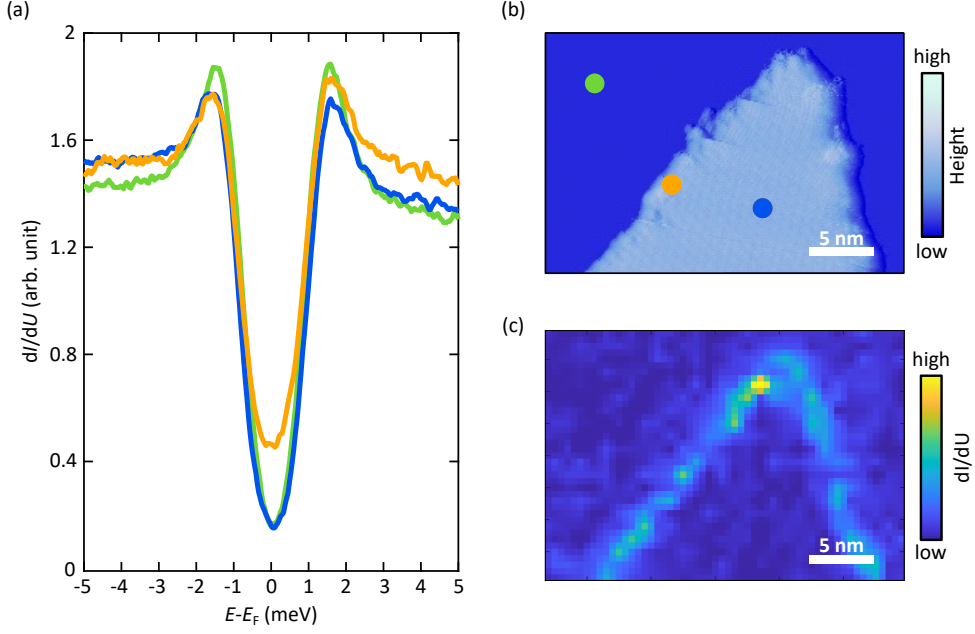 (a)
2
1.6
1.2
0.8
0.4
0
dI/dU (arb. unit)
-5 -4 -3 -2 -1 0 1 2 3 4 5
E-EF (meV)
(b)
5 nm
high
Height
low
(c)
5 nm
high
dI/dU
low